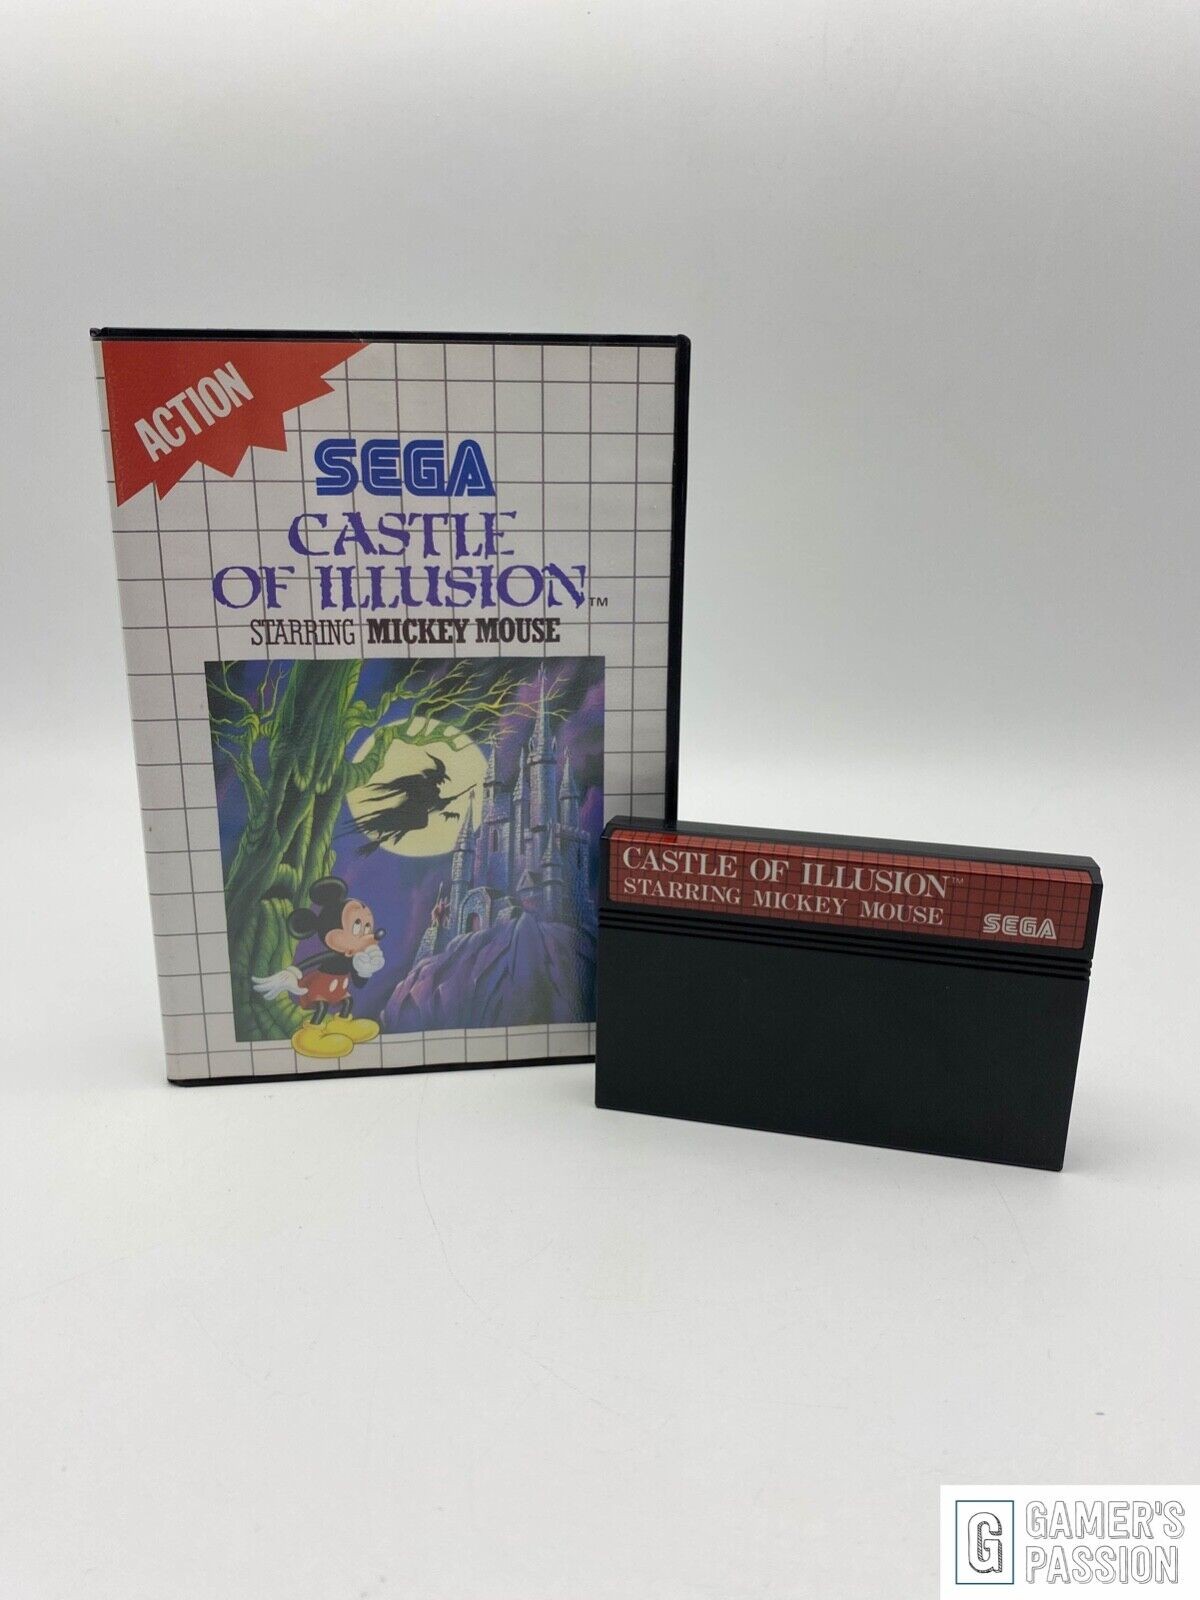 ACTION
SEGA
CASTLE
OF ILLUSION™
STARRING MICKEY MOUSE
CASTLE OF ILLUSION™
STARRING MICKEY MOUSE
SEGA
G
GAMER'S
PASSION